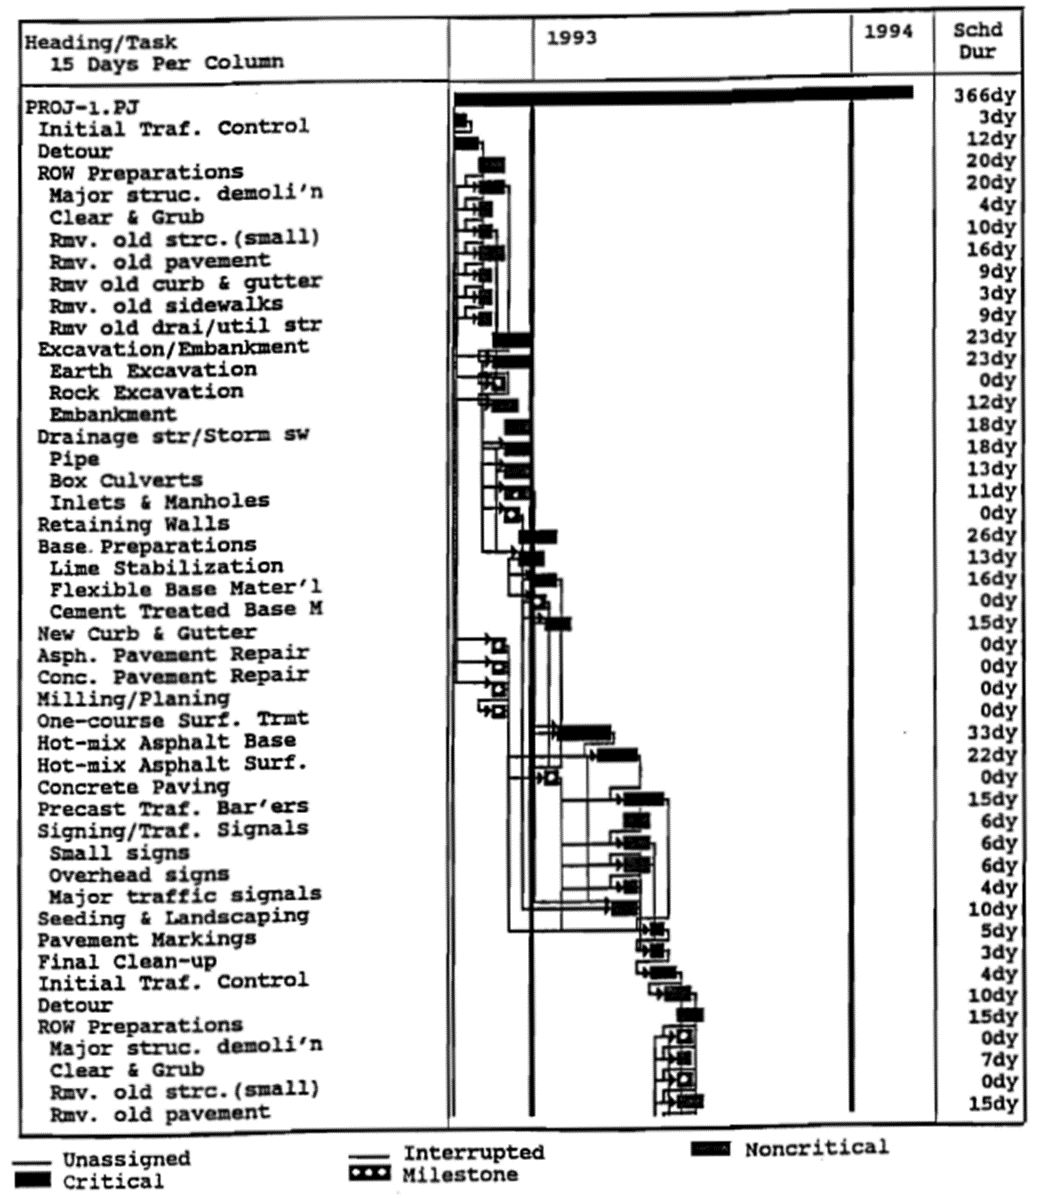 Heading/Task 1993 1994 Schd
15 Days Per Column Dur
PROJ-1.PJ 366dy
Initial Traf. Control 3dy
Detour 12dy
ROW Preparations 20dy
Major struc. demoli'n 20dy
Clear & Grub 4dy
Rmv. old strc.(small) 10dy
Rmv. old pavement 16dy
Rmv old curb & gutter 9dy
Rmv. old sidewalks 3dy
Rmv old drai/util str 9dy
Excavation/Embankment 23dy
Earth Excavation 23dy
Rock Excavation 0dy
Embankment 12dy
Drainage str/Storm sw 18dy
Pipe 18dy
Box Culverts 13dy
Inlets & Manholes 11dy
Retaining Walls 0dy
Base Preparations 26dy
Lime Stabilization 13dy
Flexible Base Mater'l 16dy
Cement Treated Base M 0dy
New Curb & Gutter 15dy
Asph. Pavement Repair 0dy
Conc. Pavement Repair 0dy
Milling/Planing 0dy
One-course Surf. Trmt 0dy
Hot-mix Asphalt Base 33dy
Hot-mix Asphalt Surf. 22dy
Concrete Paving 0dy
Precast Traf. Bar'ers 15dy
Signing/Traf. Signals 6dy
Small signs 6dy
Overhead signs 6dy
Major traffic signals 4dy
Seeding & Landscaping 10dy
Pavement Markings 5dy
Final Clean-up 3dy
Initial Traf. Control 4dy
Detour 10dy
ROW Preparations 15dy
Major struc. demoli'n 0dy
Clear & Grub 7dy
Rmv. old strc.(small) 0dy
Rmv. old pavement 15dy
Unassigned Interrupted Noncritical
Critical Milestone